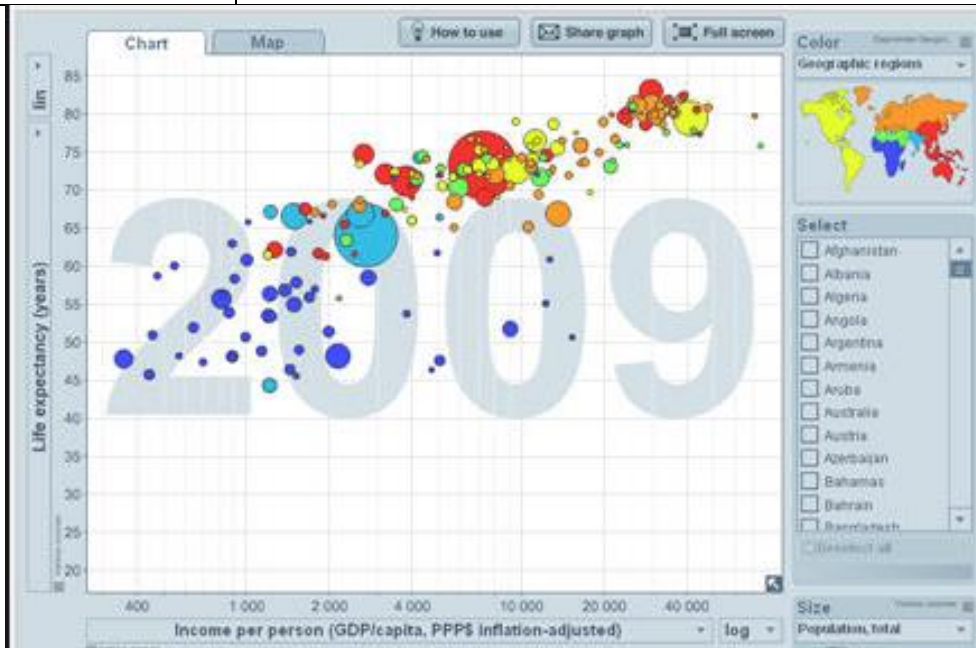 Chart
Map
How to use
Share graph
Full screen
Color
Geographic regions
lin
Life expectancy (years)
85
80
75
70
65
60
55
50
45
40
35
30
25
20
2009
400
1 000
2 000
4 000
10 000
20 000
40 000
Income per person (GDP/capita, PPP$ inflation-adjusted)
log
Select
Afghanistan
Albania
Algeria
Angola
Argentina
Armenia
Aruba
Australia
Austria
Azerbaijan
Bahamas
Bahrain
Bangladesh
Deselect all
Size
Population, total